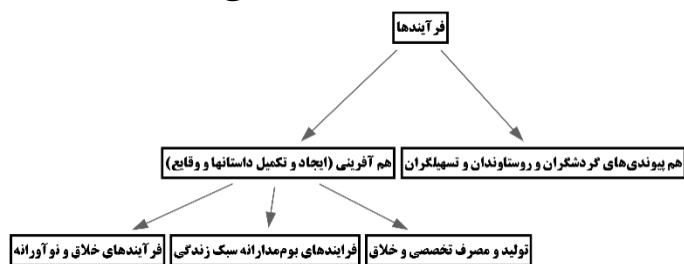 فرآیندها
هم پیوندی‌های گردشگران و روستاوندان و تسهیلگران
هم آفرینی (ایجاد و تکمیل داستانها و وقایع)
تولید و مصرف تخصصی و خلاق
فرایندهای بوم‌مدارانه سبک زندگی
فرآیندهای خلاق و نوآورانه